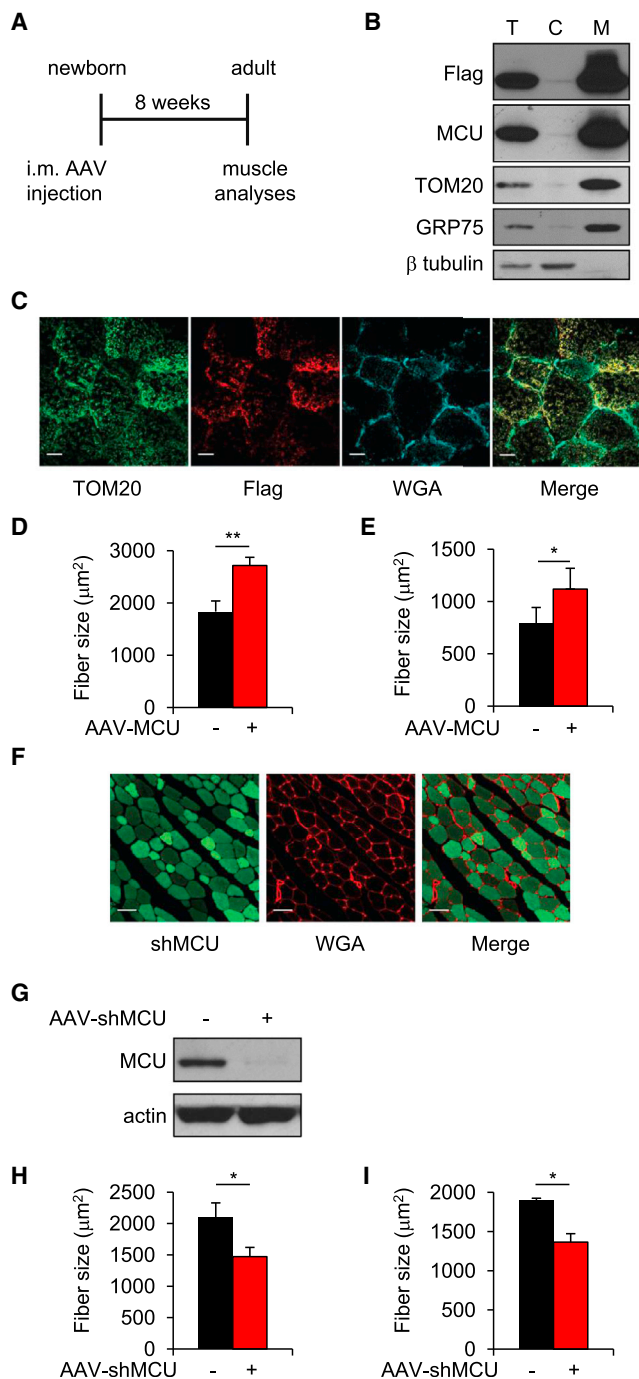 A
newborn
adult
8 weeks
i.m. AAV
injection
muscle
analyses
B
T C M
Flag
MCU
TOM20
GRP75
β tubulin
C
TOM20 Flag WGA Merge
D
Fiber size (μm²)
3000
2000
1000
0
**
AAV-MCU - +
E
Fiber size (μm²)
1500
1000
500
0
*
AAV-MCU - +
F
shMCU WGA Merge
G
AAV-shMCU - +
MCU
actin
H
Fiber size (μm²)
2500
2000
1500
1000
500
0
*
AAV-shMCU - +
I
Fiber size (μm²)
2000
1500
1000
500
0
*
AAV-shMCU - +